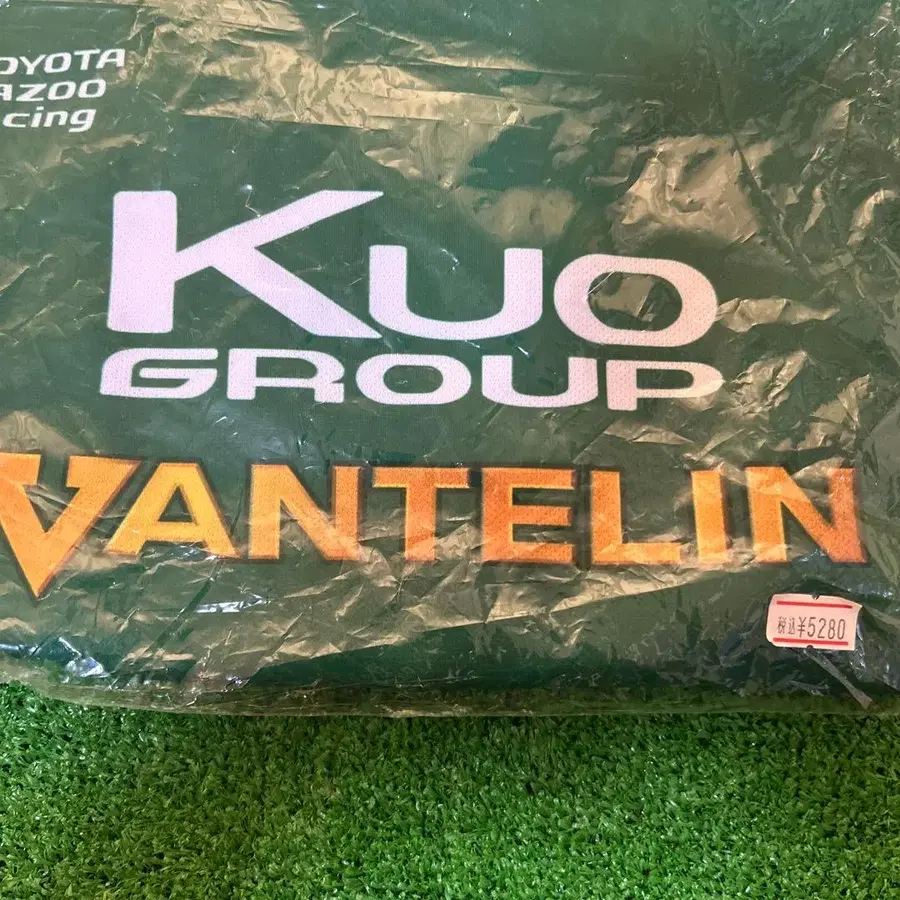 OYOTA
AZOO
cing
KUO
GROUP
VANTELIN
税込¥5280